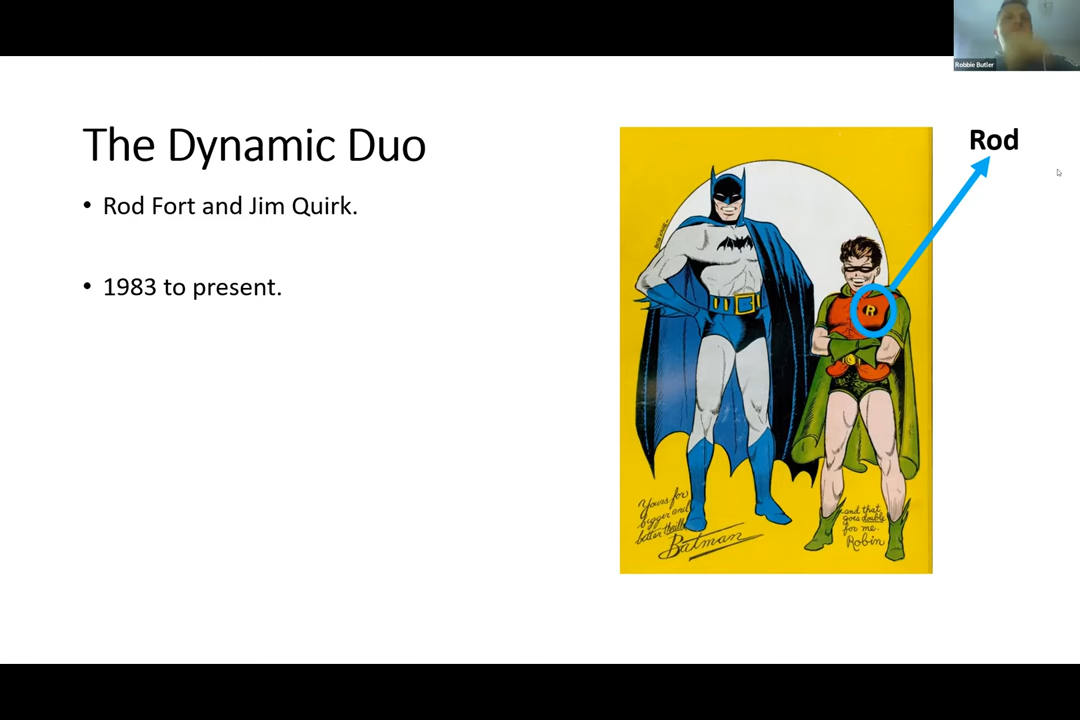 Robbie Butler
The Dynamic Duo
• Rod Fort and Jim Quirk.
• 1983 to present.
Rod
R
Yours for
bigger and
batter thrills
Batman
and that
goes double
for me.
Robin